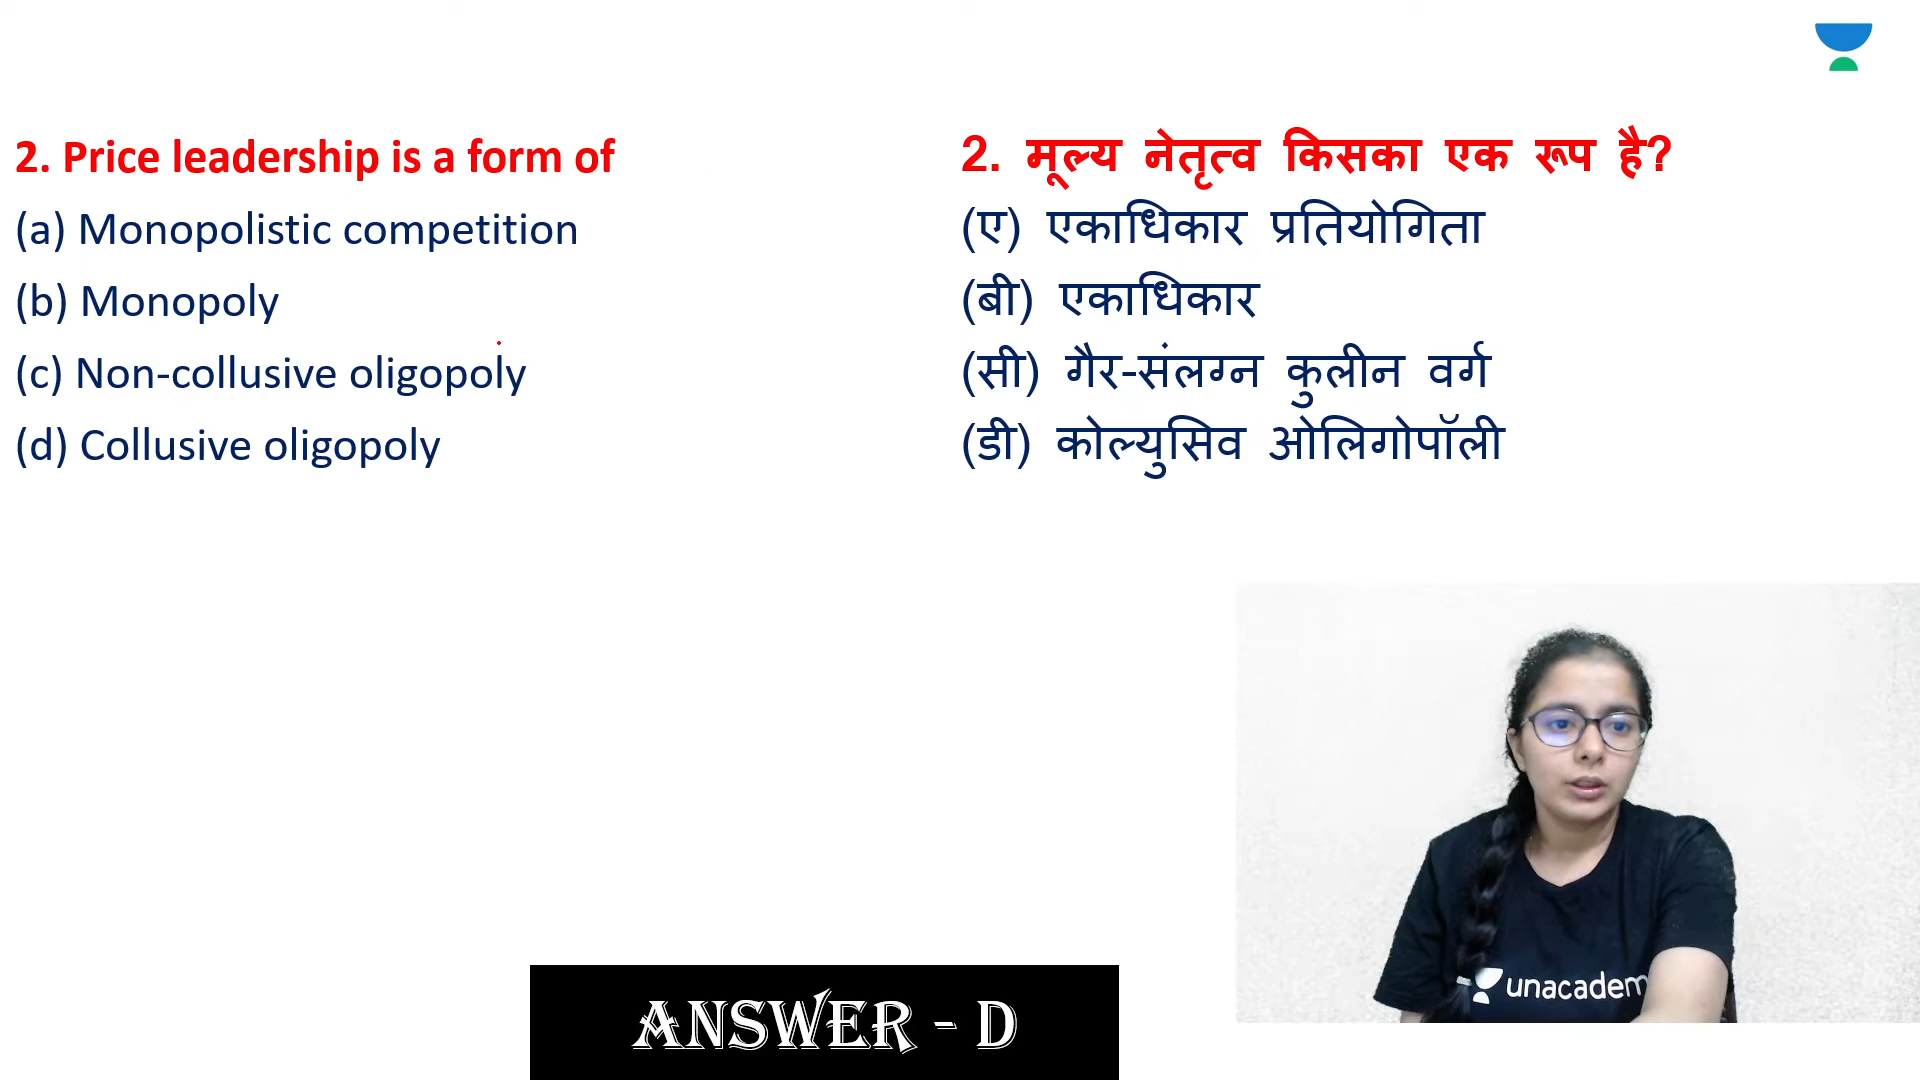 2. Price leadership is a form of
(a) Monopolistic competition
(b) Monopoly
(c) Non-collusive oligopoly
(d) Collusive oligopoly
2. मूल्य नेतृत्व किसका एक रूप है?
(ए) एकाधिकार प्रतियोगिता
(बी) एकाधिकार
(सी) गैर-संलग्न कुलीन वर्ग
(डी) कोल्युसिव ओलिगोपॉली
unacadem
ANSWER - D